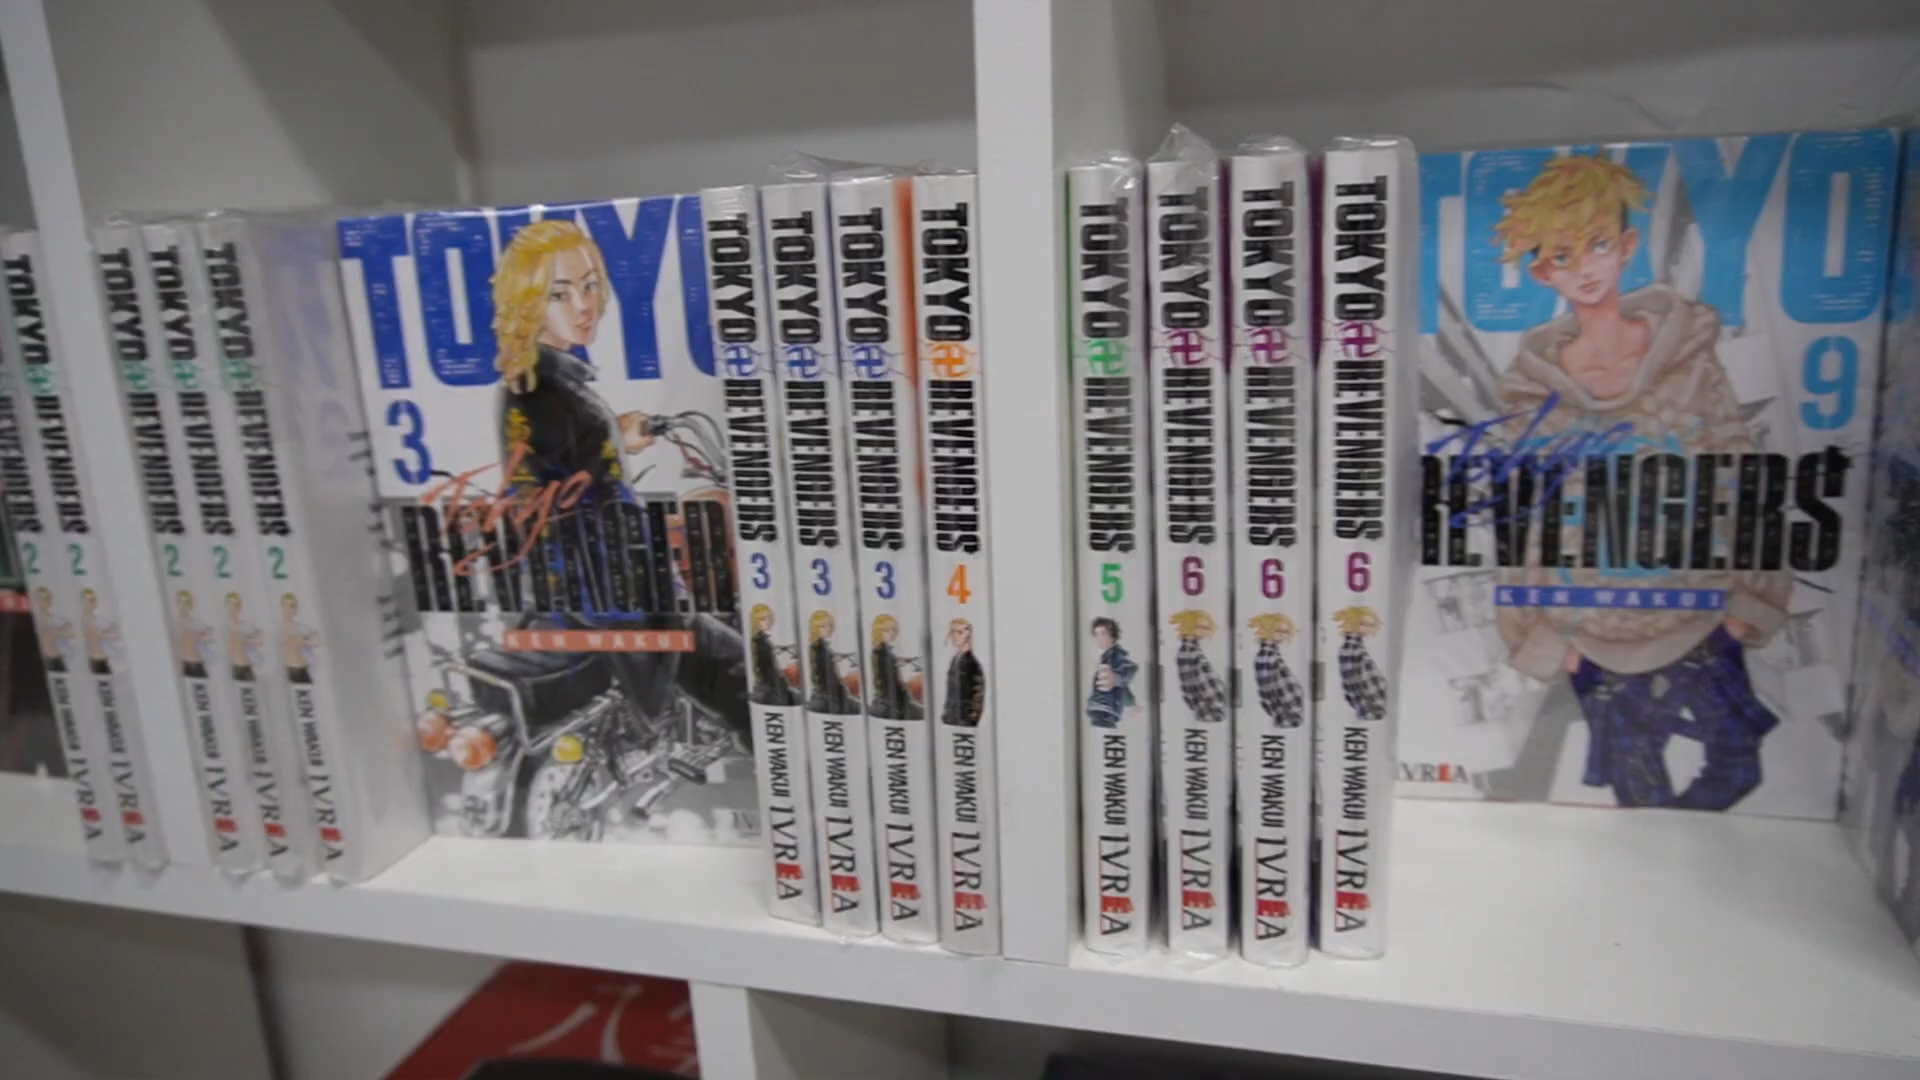 TOKYO REVENGERS 2 KEN WAKUI IVREA
TOKYO REVENGERS 2 KEN WAKUI IVREA
TOKYO REVENGERS 2 KEN WAKUI IVREA
TOKYO REVENGERS 2 KEN WAKUI IVREA
TOKYO REVENGERS 2 KEN WAKUI IVREA
TOKYO
3
Tokyo
REVENGERS
KEN WAKUI
TOKYO REVENGERS 3 KEN WAKUI IVREA
TOKYO REVENGERS 3 KEN WAKUI IVREA
TOKYO REVENGERS 3 KEN WAKUI IVREA
TOKYO REVENGERS 4 KEN WAKUI IVREA
TOKYO REVENGERS 5 KEN WAKUI IVREA
TOKYO REVENGERS 6 KEN WAKUI IVREA
TOKYO REVENGERS 6 KEN WAKUI IVREA
TOKYO REVENGERS 6 KEN WAKUI IVREA
TOKYO
9
Tokyo
REVENGERS
KEN WAKUI
IVREA